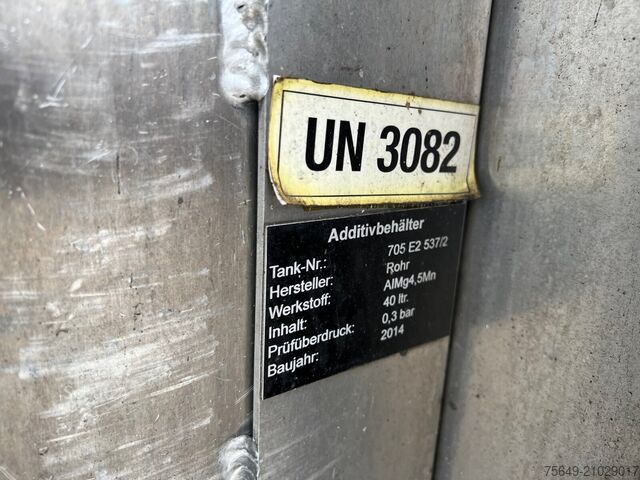 UN 3082
Additivbehälter
Tank-Nr.: 705 E2 537/2
Hersteller: Rohr
Werkstoff: AlMg4,5Mn
Inhalt: 40 ltr.
Prüfüberdruck: 0,3 bar
Baujahr: 2014
75649-21029017